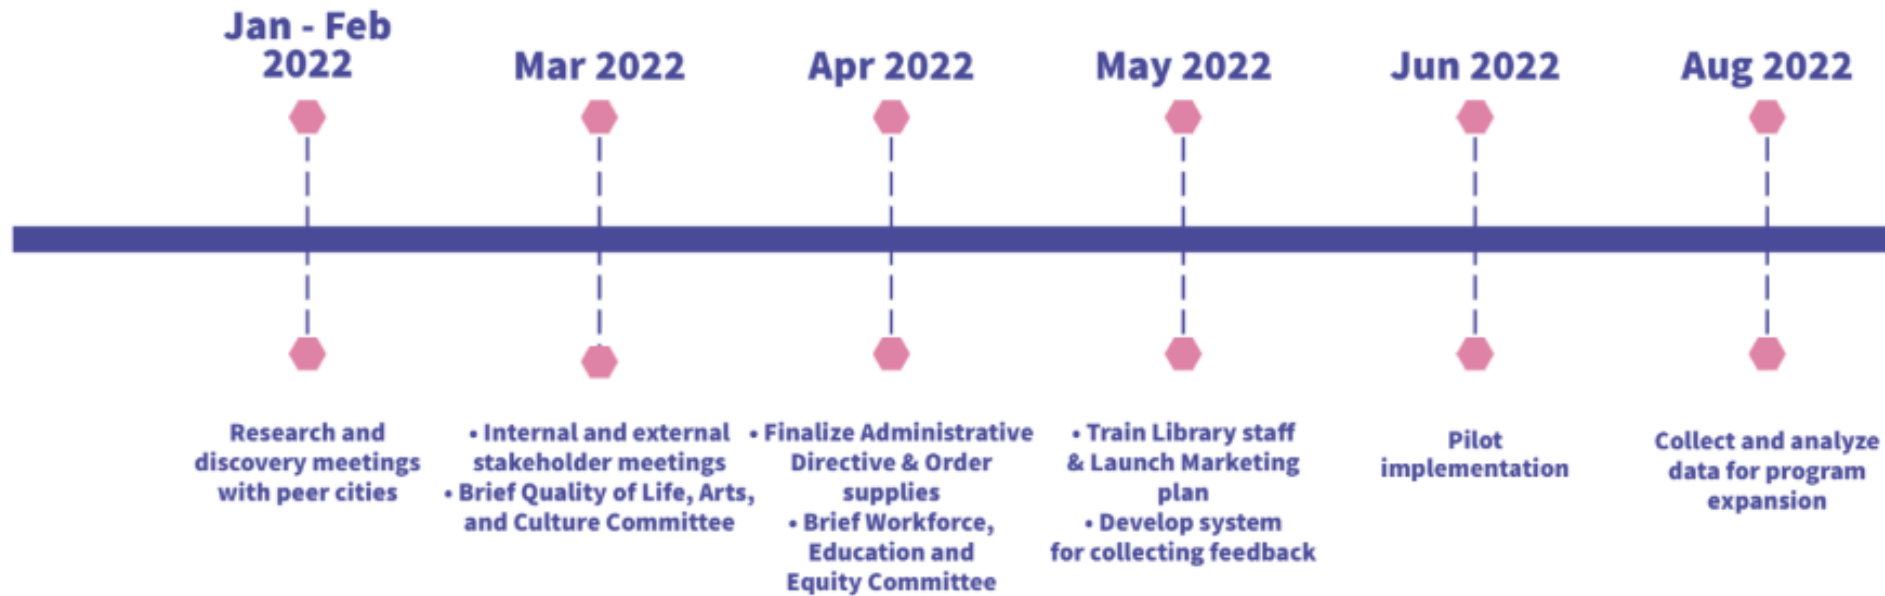 Jan - Feb
2022
Mar 2022
Apr 2022
May 2022
Jun 2022
Aug 2022
Research and
discovery meetings
with peer cities
• Internal and external
stakeholder meetings
• Brief Quality of Life, Arts,
and Culture Committee
• Finalize Administrative
Directive & Order
supplies
• Brief Workforce,
Education and
Equity Committee
• Train Library staff
& Launch Marketing
plan
• Develop system
for collecting feedback
Pilot
implementation
Collect and analyze
data for program
expansion